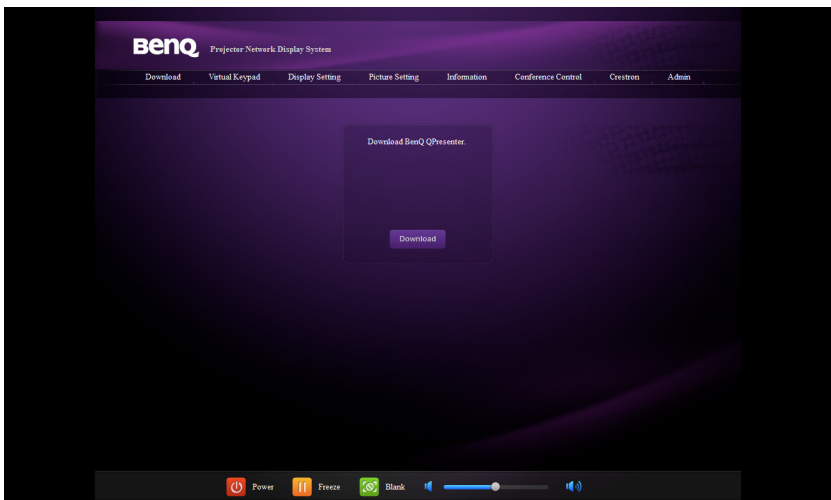 BenQ Projector Network Display System
Download Virtual Keypad Display Setting Picture Setting Information Conference Control Crestron Admin
Download BenQ QPresenter.
Download
Power Freeze Blank